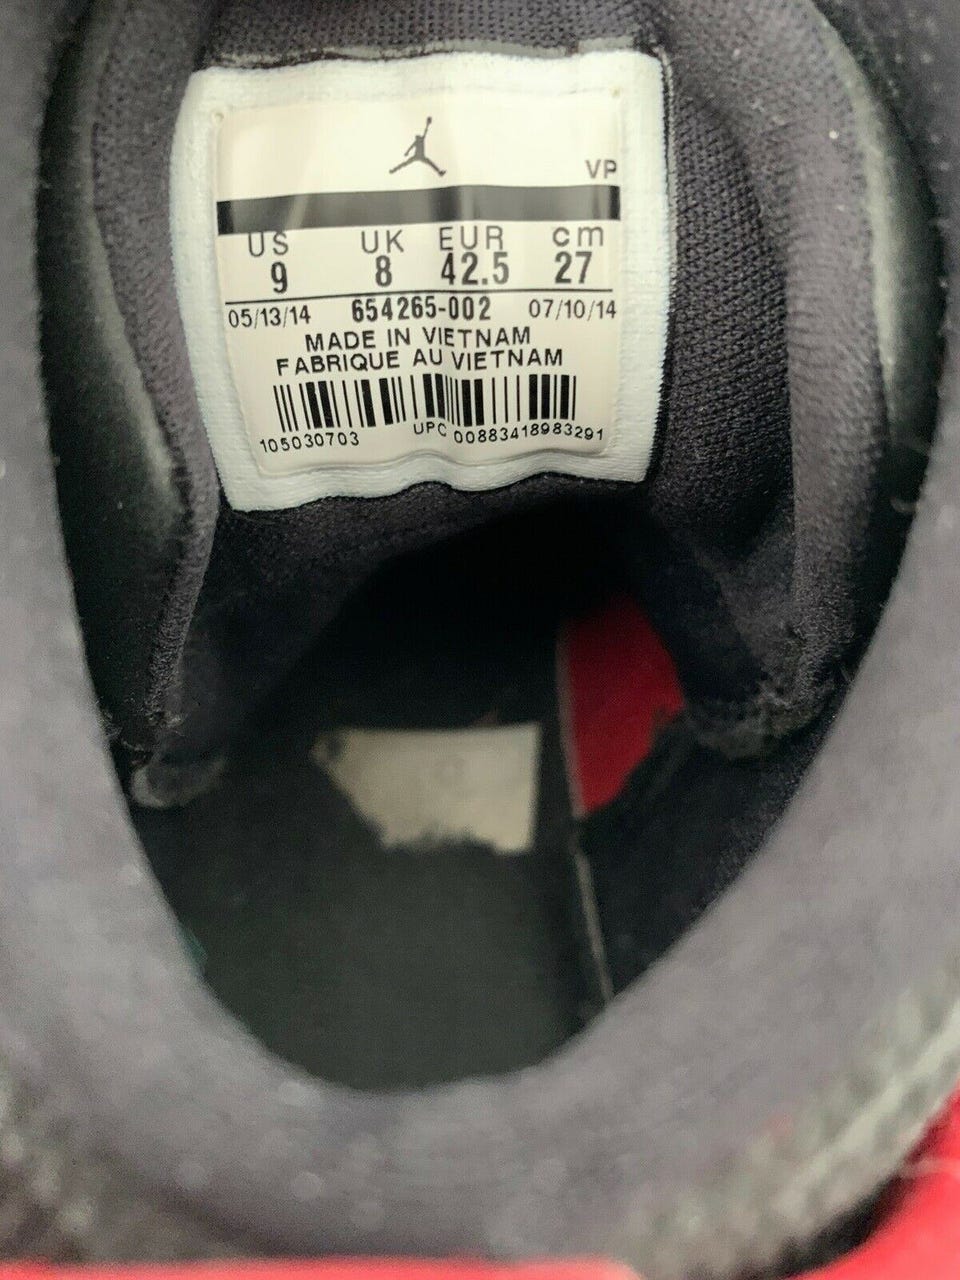 VP
US UK EUR cm
9 8 42.5 27
05/13/14 654265-002 07/10/14
MADE IN VIETNAM
FABRIQUE AU VIETNAM
105030703 UPC 00883418983291